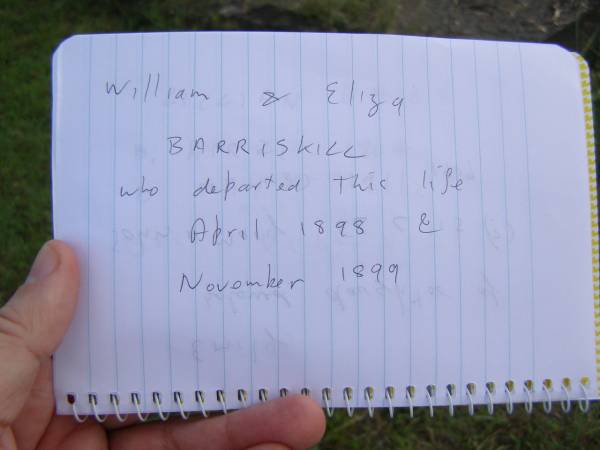 William & Eliza
BARRISKILL
who departed this life
April 1898 &
November 1899